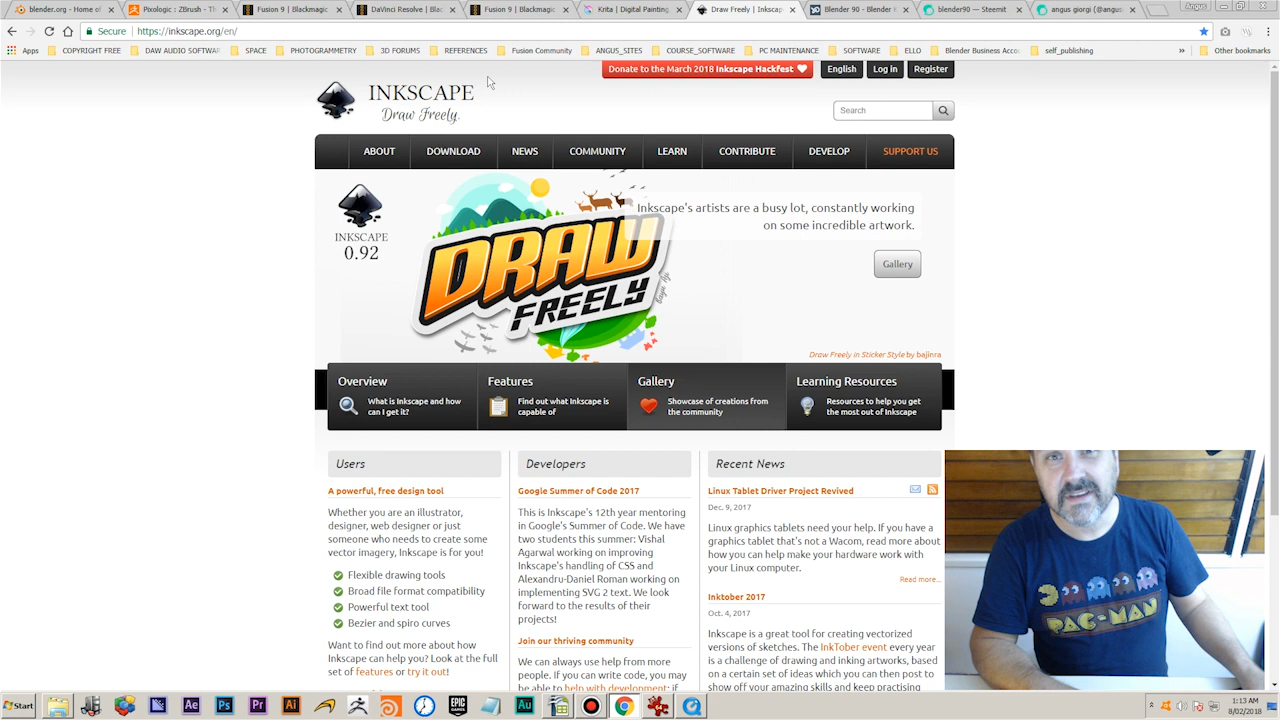 blender.org - Home of
Pixologic : ZBrush - Th
Fusion 9 | Blackmagic
DaVinci Resolve | Blac
Fusion 9 | Blackmagic
Krita | Digital Painting
Draw Freely | Inkscape
Blender 90 - Blender K
blender90 — Steemit
angus giorgi (@angus
Angus
Secure
https://inkscape.org/en/
Apps
COPYRIGHT FREE
DAW AUDIO SOFTWAR
SPACE
PHOTOGRAMMETRY
3D FORUMS
REFERENCES
Fusion Community
ANGUS_SITES
COURSE_SOFTWARE
PC MAINTENANCE
SOFTWARE
ELLO
Blender Business Acco
self_publishing
»
Other bookmarks
Donate to the March 2018 Inkscape Hackfest
English
Log in
Register
INKSCAPE
Draw Freely.
Search
ABOUT
DOWNLOAD
NEWS
COMMUNITY
LEARN
CONTRIBUTE
DEVELOP
SUPPORT US
INKSCAPE
0.92
DRAW
FREELY
Inkscape's artists are a busy lot, constantly working
on some incredible artwork.
Gallery
Draw Freely in Sticker Style by bajinra
Overview
What is Inkscape and how
can I get it?
Features
Find out what Inkscape is
capable of
Gallery
Showcase of creations from
the community
Learning Resources
Resources to help you get
the most out of Inkscape
Users
A powerful, free design tool
Whether you are an illustrator,
designer, web designer or just
someone who needs to create some
vector imagery, Inkscape is for you!
Flexible drawing tools
Broad file format compatibility
Powerful text tool
Bezier and spiro curves
Want to find out more about how
Inkscape can help you? Look at the full
set of features or try it out!
Developers
Google Summer of Code 2017
This is Inkscape's 12th year mentoring
in Google's Summer of Code. We have
two students this summer: Vishal
Agarwal working on improving
Inkscape's handling of CSS and
Alexandru-Daniel Roman working on
implementing SVG 2 text. We look
forward to the results of their
projects!
Join our thriving community
We can always use help from more
people. If you can write code, you may
be able to help with development; if
Recent News
Linux Tablet Driver Project Revived
Dec. 9, 2017
Linux graphics tablets need your help. If you have a
graphics tablet that's not a Wacom, read more about
how you can help make your hardware work with
your Linux computer.
Read more...
Inktober 2017
Oct. 4, 2017
Inkscape is a great tool for creating vectorized
versions of sketches. The InkTober event every year
is a challenge of drawing and inking artworks, based
on a certain set of ideas which you can then post to
show off your amazing skills and keep practising
PAC-MAN
Start
Ae
Ps
Pr
Ai
EPIC
GAMES
Au
1:13 AM
8/02/2018